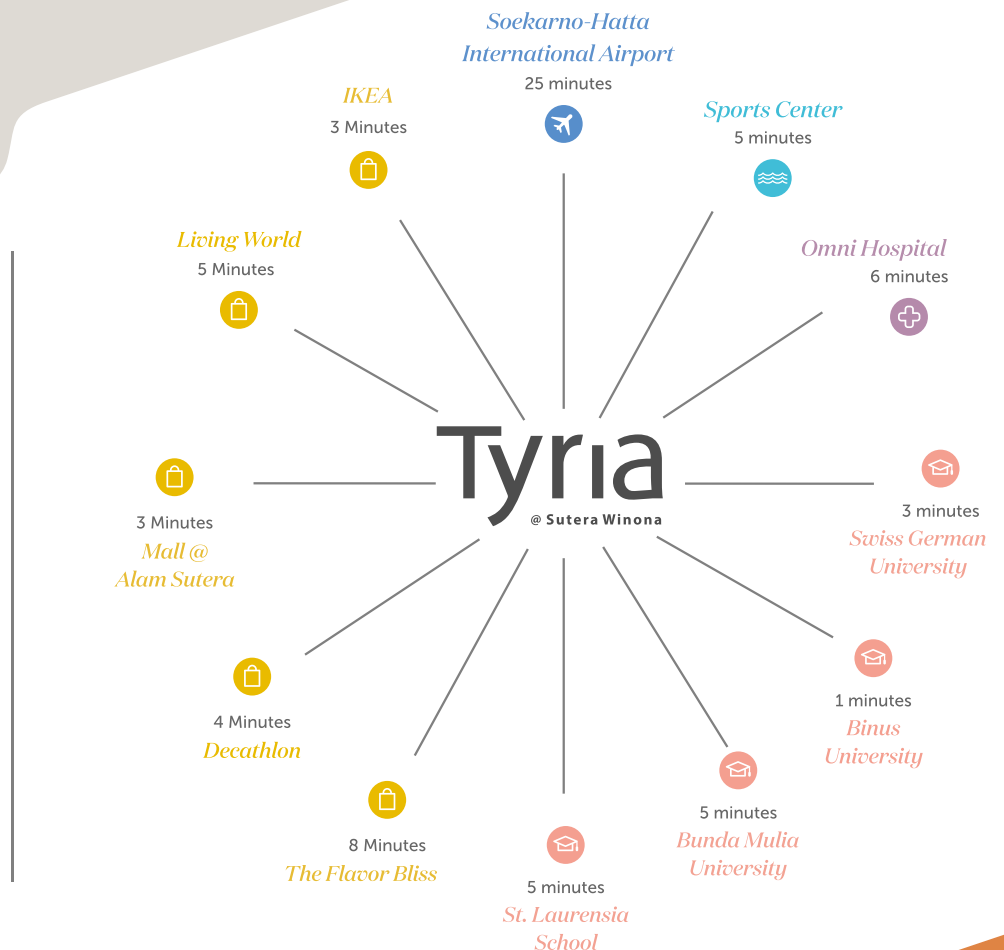 Soekarno-Hatta
International Airport
25 minutes
IKEA
3 Minutes
Sports Center
5 minutes
Living World
5 Minutes
Omni Hospital
6 minutes
Tyria
@ Sutera Winona
3 Minutes
Mall @
Alam Sutera
3 minutes
Swiss German
University
4 Minutes
Decathlon
1 minutes
Binus
University
8 Minutes
The Flavor Bliss
5 minutes
Bunda Mulia
University
5 minutes
St. Laurensia
School